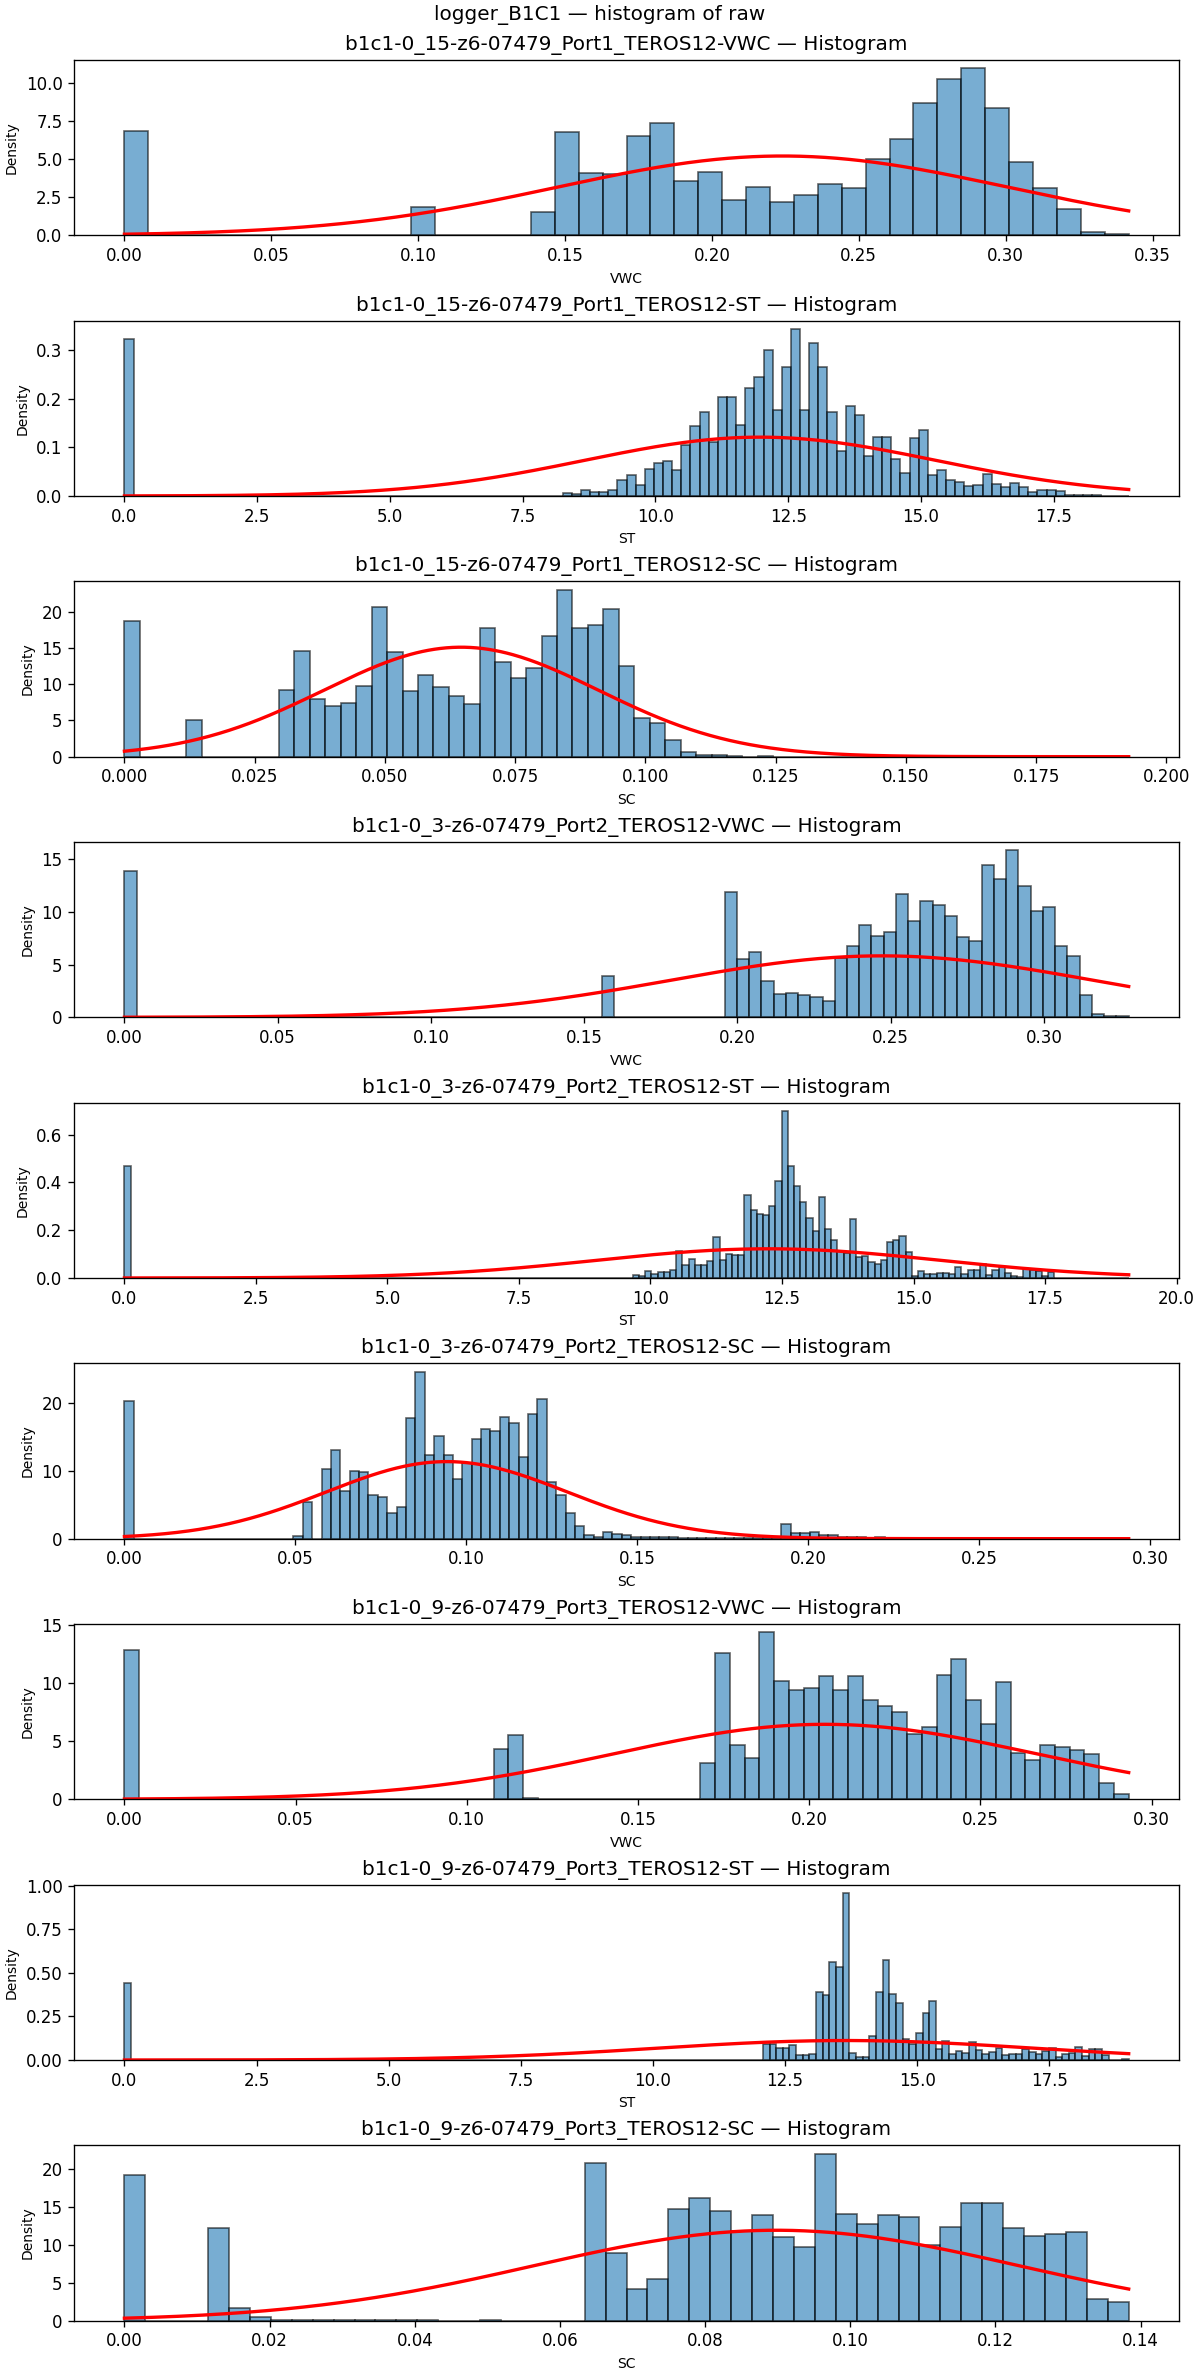 logger_B1C1 — histogram of raw
b1c1-0_15-z6-07479_Port1_TEROS12-VWC — Histogram
10.0
7.5
5.0
2.5
0.0
Density
0.00 0.05 0.10 0.15 0.20 0.25 0.30 0.35
VWC
b1c1-0_15-z6-07479_Port1_TEROS12-ST — Histogram
0.3
0.2
0.1
0.0
Density
0.0 2.5 5.0 7.5 10.0 12.5 15.0 17.5
ST
b1c1-0_15-z6-07479_Port1_TEROS12-SC — Histogram
20
15
10
5
0
Density
0.000 0.025 0.050 0.075 0.100 0.125 0.150 0.175 0.200
SC
b1c1-0_3-z6-07479_Port2_TEROS12-VWC — Histogram
15
10
5
0
Density
0.00 0.05 0.10 0.15 0.20 0.25 0.30
VWC
b1c1-0_3-z6-07479_Port2_TEROS12-ST — Histogram
0.6
0.4
0.2
0.0
Density
0.0 2.5 5.0 7.5 10.0 12.5 15.0 17.5 20.0
ST
b1c1-0_3-z6-07479_Port2_TEROS12-SC — Histogram
20
10
0
Density
0.00 0.05 0.10 0.15 0.20 0.25 0.30
SC
b1c1-0_9-z6-07479_Port3_TEROS12-VWC — Histogram
15
10
5
0
Density
0.00 0.05 0.10 0.15 0.20 0.25 0.30
VWC
b1c1-0_9-z6-07479_Port3_TEROS12-ST — Histogram
1.00
0.75
0.50
0.25
0.00
Density
0.0 2.5 5.0 7.5 10.0 12.5 15.0 17.5
ST
b1c1-0_9-z6-07479_Port3_TEROS12-SC — Histogram
20
15
10
5
0
Density
0.00 0.02 0.04 0.06 0.08 0.10 0.12 0.14
SC